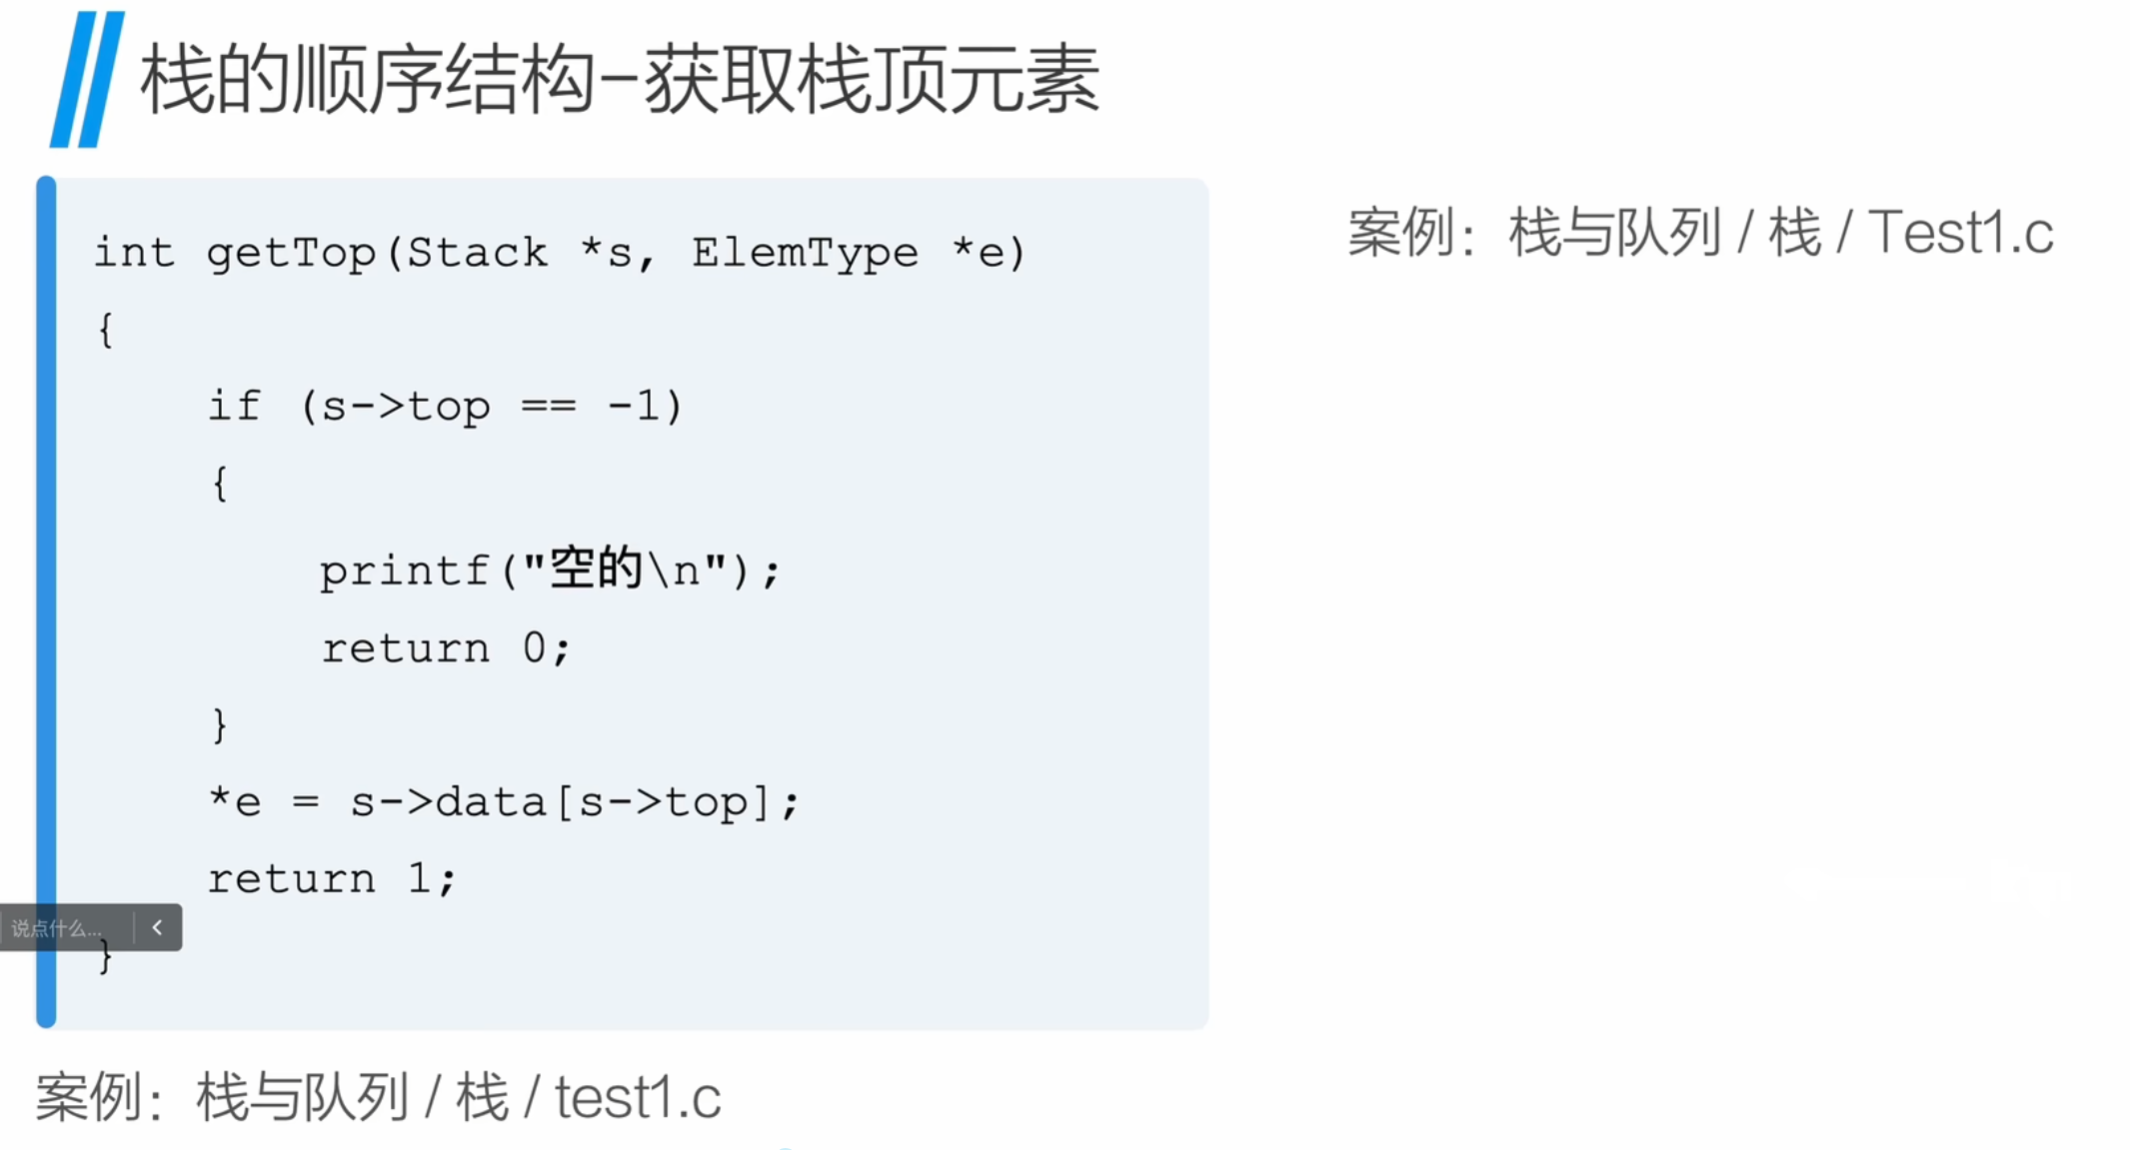 栈的顺序结构-获取栈顶元素
int getTop(Stack *s, ElemType *e)
{
if (s->top == -1)
{
printf("空的\n");
return 0;
}
*e = s->data[s->top];
return 1;
}
案例：栈与队列 / 栈 / Test1.c
说点什么...
案例：栈与队列 / 栈 / test1.c